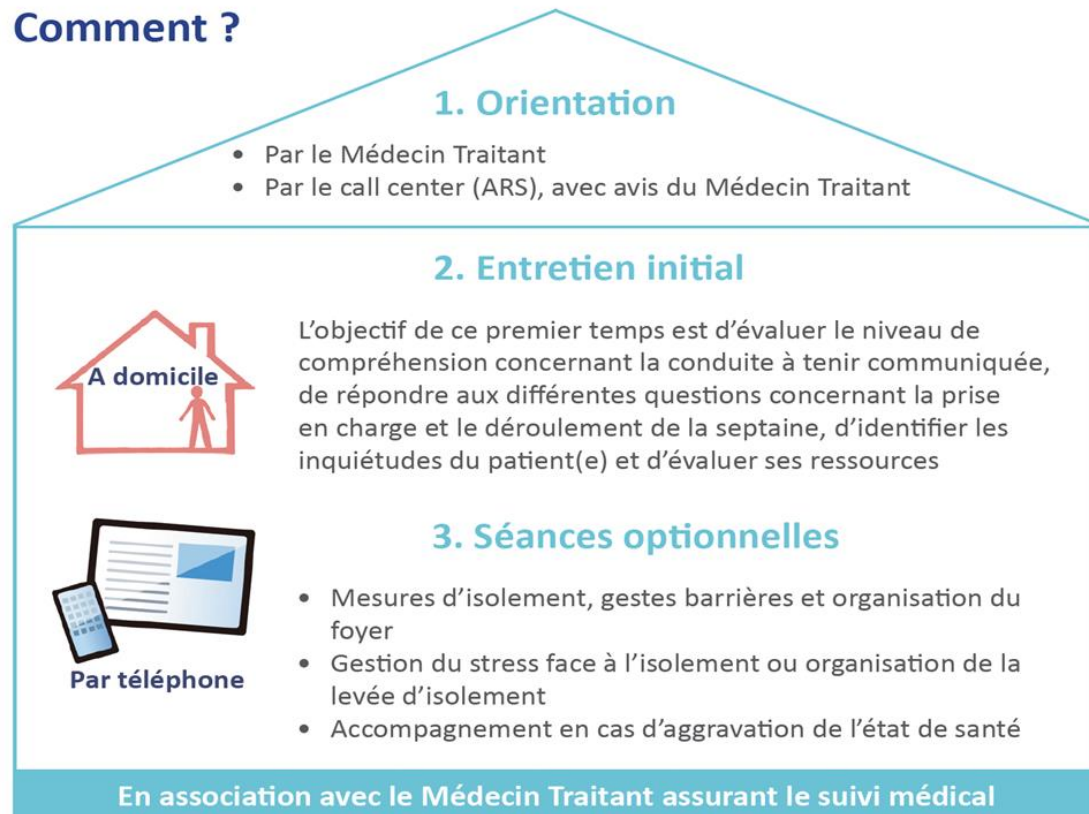 Comment ?
1. Orientation
• Par le Médecin Traitant
• Par le call center (ARS), avec avis du Médecin Traitant
2. Entretien initial
A domicile
L’objectif de ce premier temps est d’évaluer le niveau de
compréhension concernant la conduite à tenir communiquée,
de répondre aux différentes questions concernant la prise
en charge et le déroulement de la septaine, d’identifier les
inquiétudes du patient(e) et d’évaluer ses ressources
3. Séances optionnelles
Par téléphone
• Mesures d’isolement, gestes barrières et organisation du
foyer
• Gestion du stress face à l’isolement ou organisation de la
levée d’isolement
• Accompagnement en cas d’aggravation de l’état de santé
En association avec le Médecin Traitant assurant le suivi médical